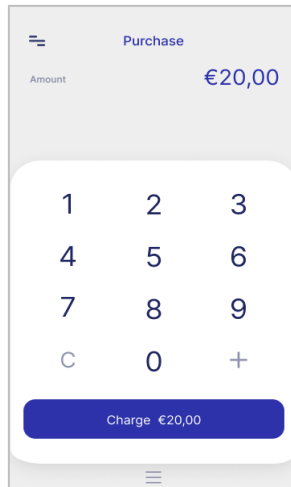 Purchase
Amount €20,00
1 2 3
4 5 6
7 8 9
C 0 +
Charge €20,00